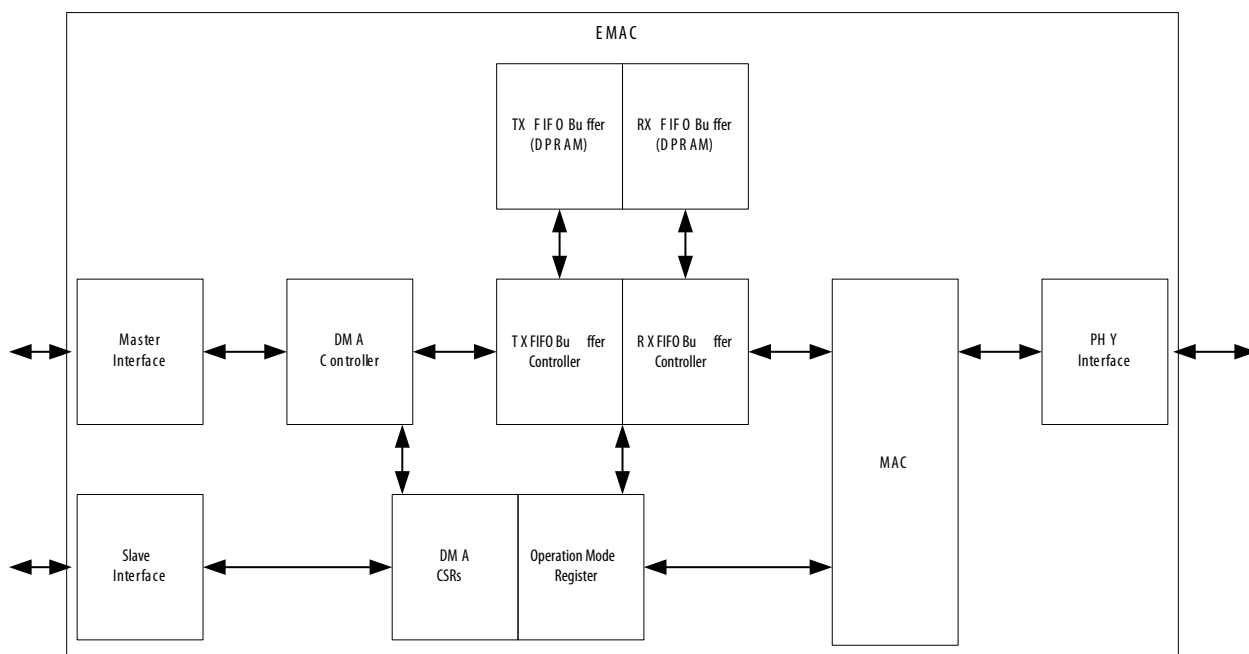 EMAC
TX FIFO Buffer
(DPRAM)
RX FIFO Buffer
(DPRAM)
Master
Interface
DMA
Controller
TX FIFO Buffer
Controller
RX FIFO Buffer
Controller
PHY
Interface
MAC
Slave
Interface
DMA
CSRs
Operation Mode
Register